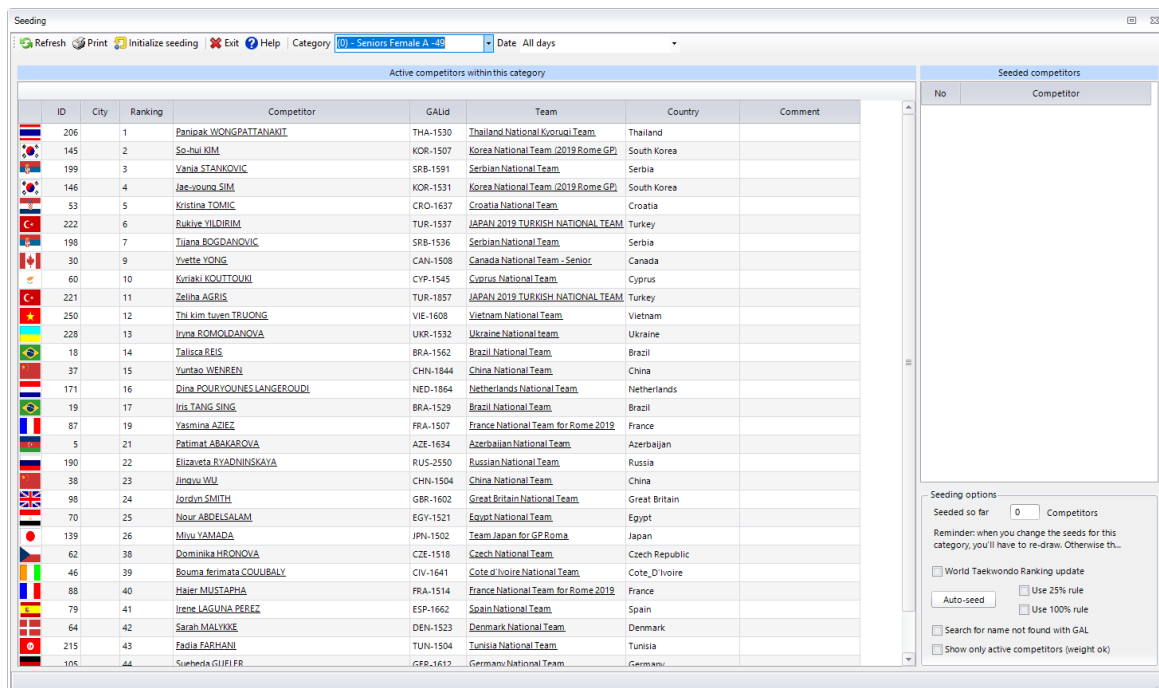 Seeding
Refresh Print Initialize seeding Exit Help Category (0) - Seniors Female A -49 Date All days
Active competitors within this category
ID City Ranking Competitor GALid Team Country Comment
206 1 Panipak WONGPATTANAKIT THA-1530 Thailand National Kyorugi Team Thailand
145 2 So-hui KIM KOR-1507 Korea National Team (2019 Rome GP) South Korea
199 3 Vanja STANKOVIC SRB-1591 Serbian National Team Serbia
146 4 Jae-young SIM KOR-1531 Korea National Team (2019 Rome GP) South Korea
53 5 Kristina TOMIC CRO-1637 Croatia National Team Croatia
222 6 Rukiye YILDIRIM TUR-1537 JAPAN 2019 TURKISH NATIONAL TEAM Turkey
198 7 Tijana BOGDANOVIC SRB-1536 Serbian National Team Serbia
30 9 Yvette YONG CAN-1508 Canada National Team - Senior Canada
60 10 Kyriaki KOUTTOUKI CYP-1545 Cyprus National Team Cyprus
221 11 Zeliha AGRIS TUR-1857 JAPAN 2019 TURKISH NATIONAL TEAM Turkey
250 12 Thi kim tuyen TRUONG VIE-1608 Vietnam National Team Vietnam
228 13 Iryna ROMOLDANOVA UKR-1532 Ukraine National team Ukraine
18 14 Talisca REIS BRA-1562 Brazil National Team Brazil
37 15 Yuntao WENREN CHN-1844 China National Team China
171 16 Dina POURYOUNES LANGEROUDI NED-1864 Netherlands National Team Netherlands
19 17 Iris TANG SING BRA-1529 Brazil National Team Brazil
87 19 Yasmina AZIEZ FRA-1507 France National Team for Rome 2019 France
5 21 Patimat ABAKAROVA AZE-1634 Azerbaijan National Team Azerbaijan
190 22 Elizaveta RYADNINSKAYA RUS-2550 Russian National Team Russia
38 23 Jingyu WU CHN-1504 China National Team China
98 24 Jordyn SMITH GBR-1602 Great Britain National Team Great Britain
70 25 Nour ABDELSALAM EGY-1521 Egypt National Team Egypt
139 26 Miyu YAMADA JPN-1502 Team Japan for GP Roma Japan
62 38 Dominika HRONOVA CZE-1518 Czech National Team Czech Republic
46 39 Bouma ferimata COULIBALY CIV-1641 Cote d'Ivoire National Team Cote_D'Ivoire
88 40 Hajer MUSTAPHA FRA-1514 France National Team for Rome 2019 France
79 41 Irene LAGUNA PEREZ ESP-1662 Spain National Team Spain
64 42 Sarah MALYKKE DEN-1523 Denmark National Team Denmark
215 43 Fadia FARHANI TUN-1504 Tunisia National Team Tunisia
105 44 Sueheda GUELER GER-1612 Germany National Team Germany
Seeded competitors
No Competitor
Seeding options
Seeded so far 0 Competitors
Reminder: when you change the seeds for this
category, you'll have to re-draw. Otherwise th...
World Taekwondo Ranking update
Auto-seed
Use 25% rule
Use 100% rule
Search for name not found with GAL
Show only active competitors (weight ok)